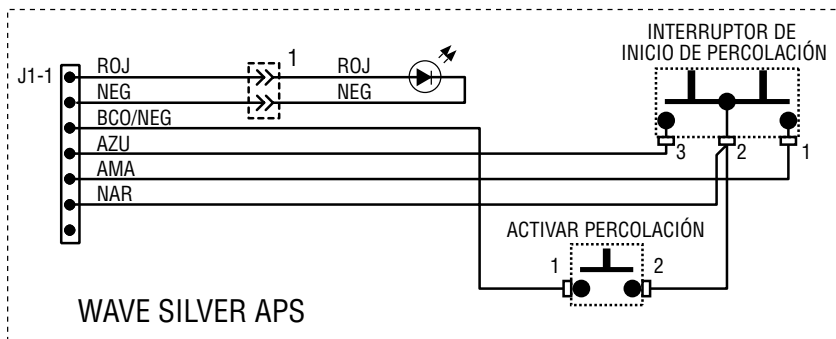 INTERRUPTOR DE
INICIO DE PERCOLACIÓN
J1-1
ROJ
1
ROJ
NEG
NEG
BCO/NEG
AZU
3
2
1
AMA
NAR
ACTIVAR PERCOLACIÓN
1
2
WAVE SILVER APS